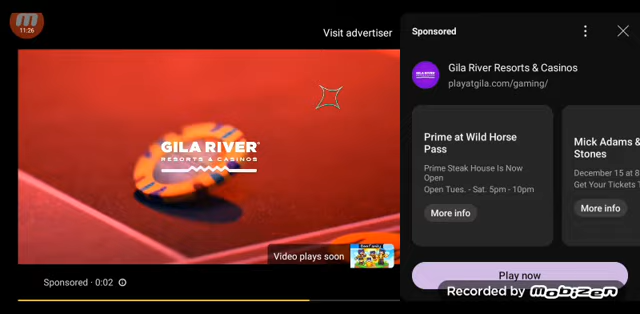 m
11:26
Visit advertiser
GILA RIVER®
RESORTS & CASINOS
Video plays soon
Sponsored · 0:02
Sponsored
Gila River Resorts & Casinos
playatgila.com/gaming/
Prime at Wild Horse
Pass
Prime Steak House Is Now
Open
Open Tues. - Sat. 5pm - 10pm
More info
Mick Adams &
Stones
December 15 at 8
Get Your Tickets T
More info
Play now
Recorded by MOBIZEN